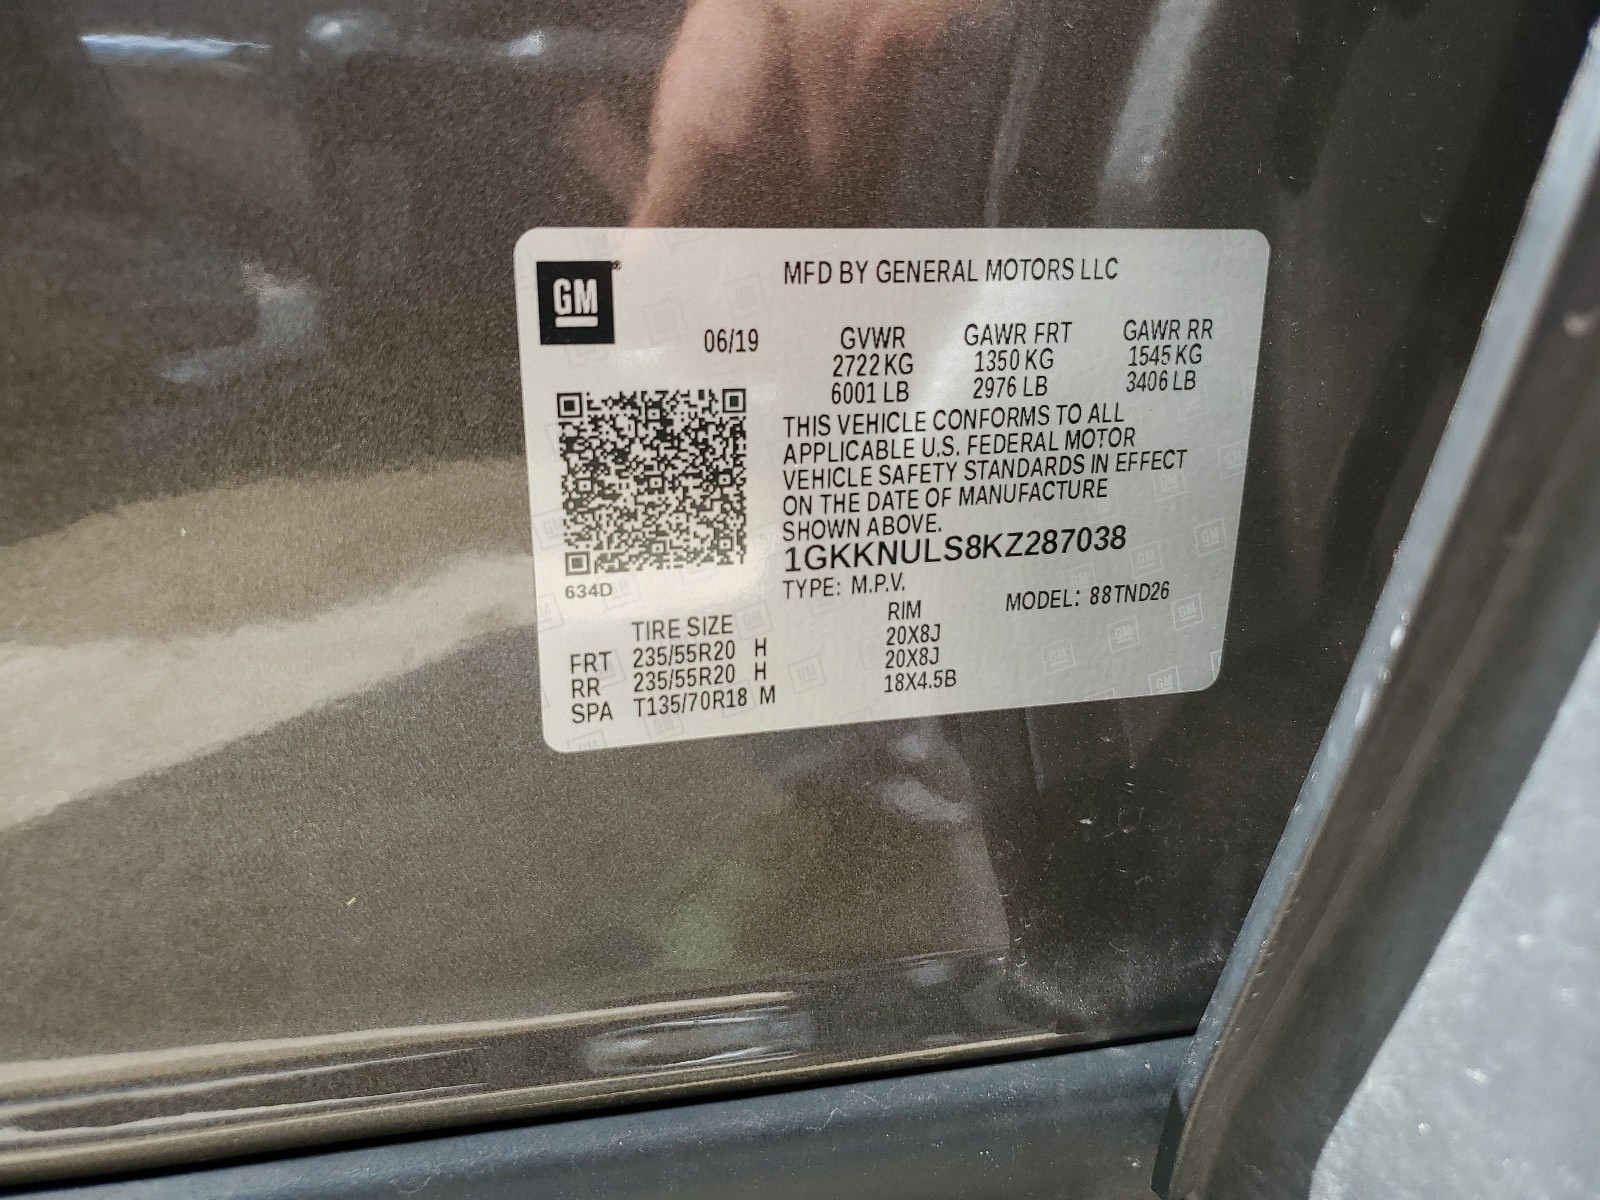 GM
MFD BY GENERAL MOTORS LLC
06/19 GVWR GAWR FRT GAWR RR
2722 KG 1350 KG 1545 KG
6001 LB 2976 LB 3406 LB
THIS VEHICLE CONFORMS TO ALL
APPLICABLE U.S. FEDERAL MOTOR
VEHICLE SAFETY STANDARDS IN EFFECT
ON THE DATE OF MANUFACTURE
SHOWN ABOVE.
1GKKNULS8KZ287038
634D
TYPE: M.P.V. MODEL: 88TND26
TIRE SIZE RIM
FRT 235/55R20 H 20X8J
RR 235/55R20 H 20X8J
SPA T135/70R18 M 18X4.5B